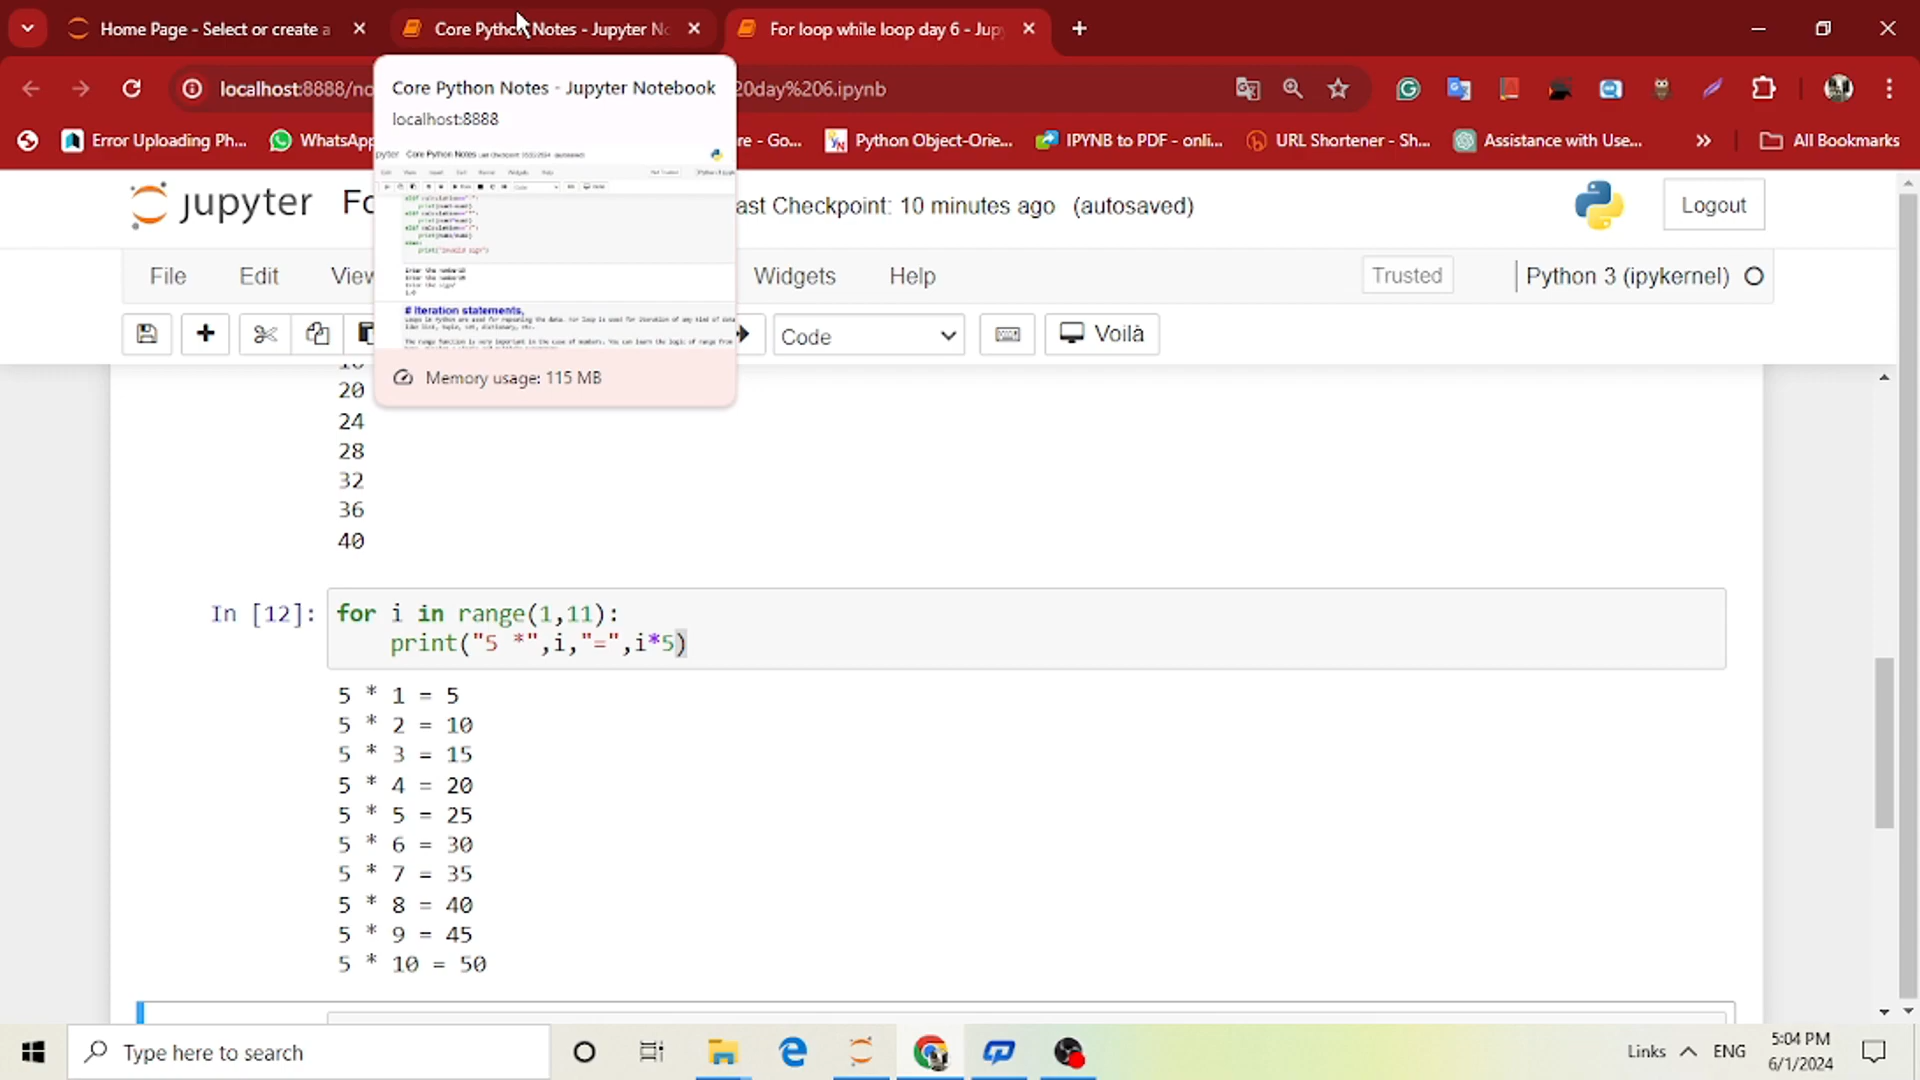 Home Page - Select or create a
Core Python Notes - Jupyter No
For loop while loop day 6 - Jup
localhost:8888/no
20day%206.ipynb
Core Python Notes - Jupyter Notebook
localhost:8888
Error Uploading Ph...
WhatsApp
re - Go...
Python Object-Orie...
IPYNB to PDF - onli...
URL Shortener - Sh...
Assistance with Use...
All Bookmarks
jupyter
Fo
ast Checkpoint: 10 minutes ago (autosaved)
Logout
File
Edit
View
Widgets
Help
Trusted
Python 3 (ipykernel)
Code
Voilà
Core Python Notes
# Iteration statements,
Memory usage: 115 MB
16
20
24
28
32
36
40
In [12]:
for i in range(1,11):
print("5 *",i,"=",i*5)
5 * 1 = 5
5 * 2 = 10
5 * 3 = 15
5 * 4 = 20
5 * 5 = 25
5 * 6 = 30
5 * 7 = 35
5 * 8 = 40
5 * 9 = 45
5 * 10 = 50
Type here to search
Links
ENG
5:04 PM
6/1/2024